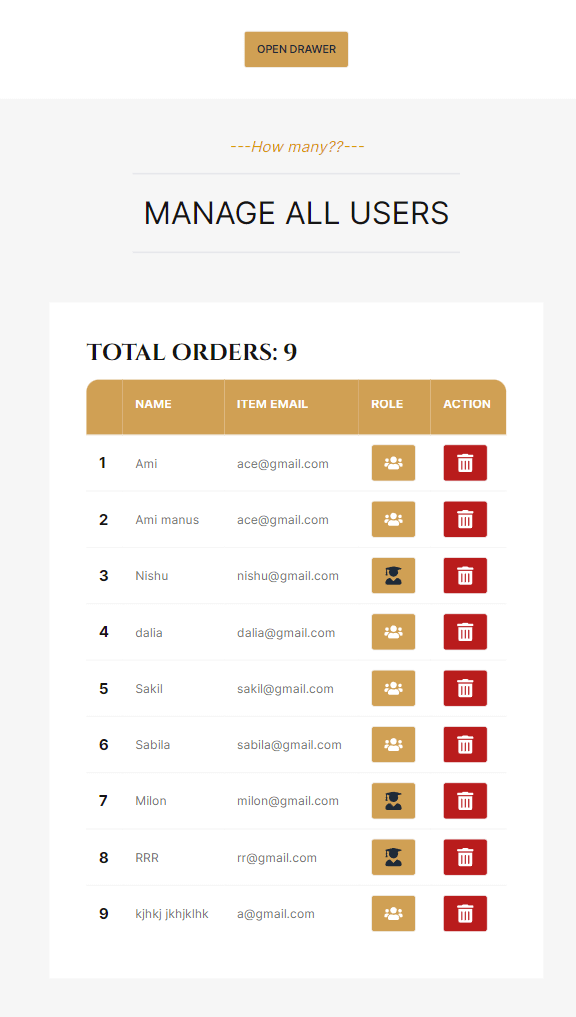 OPEN DRAWER
---How many??---
MANAGE ALL USERS
TOTAL ORDERS: 9
NAME ITEM EMAIL ROLE ACTION
1 Ami ace@gmail.com
2 Ami manus ace@gmail.com
3 Nishu nishu@gmail.com
4 dalia dalia@gmail.com
5 Sakil sakil@gmail.com
6 Sabila sabila@gmail.com
7 Milon milon@gmail.com
8 RRR rr@gmail.com
9 kjhkj jkhjklhk a@gmail.com